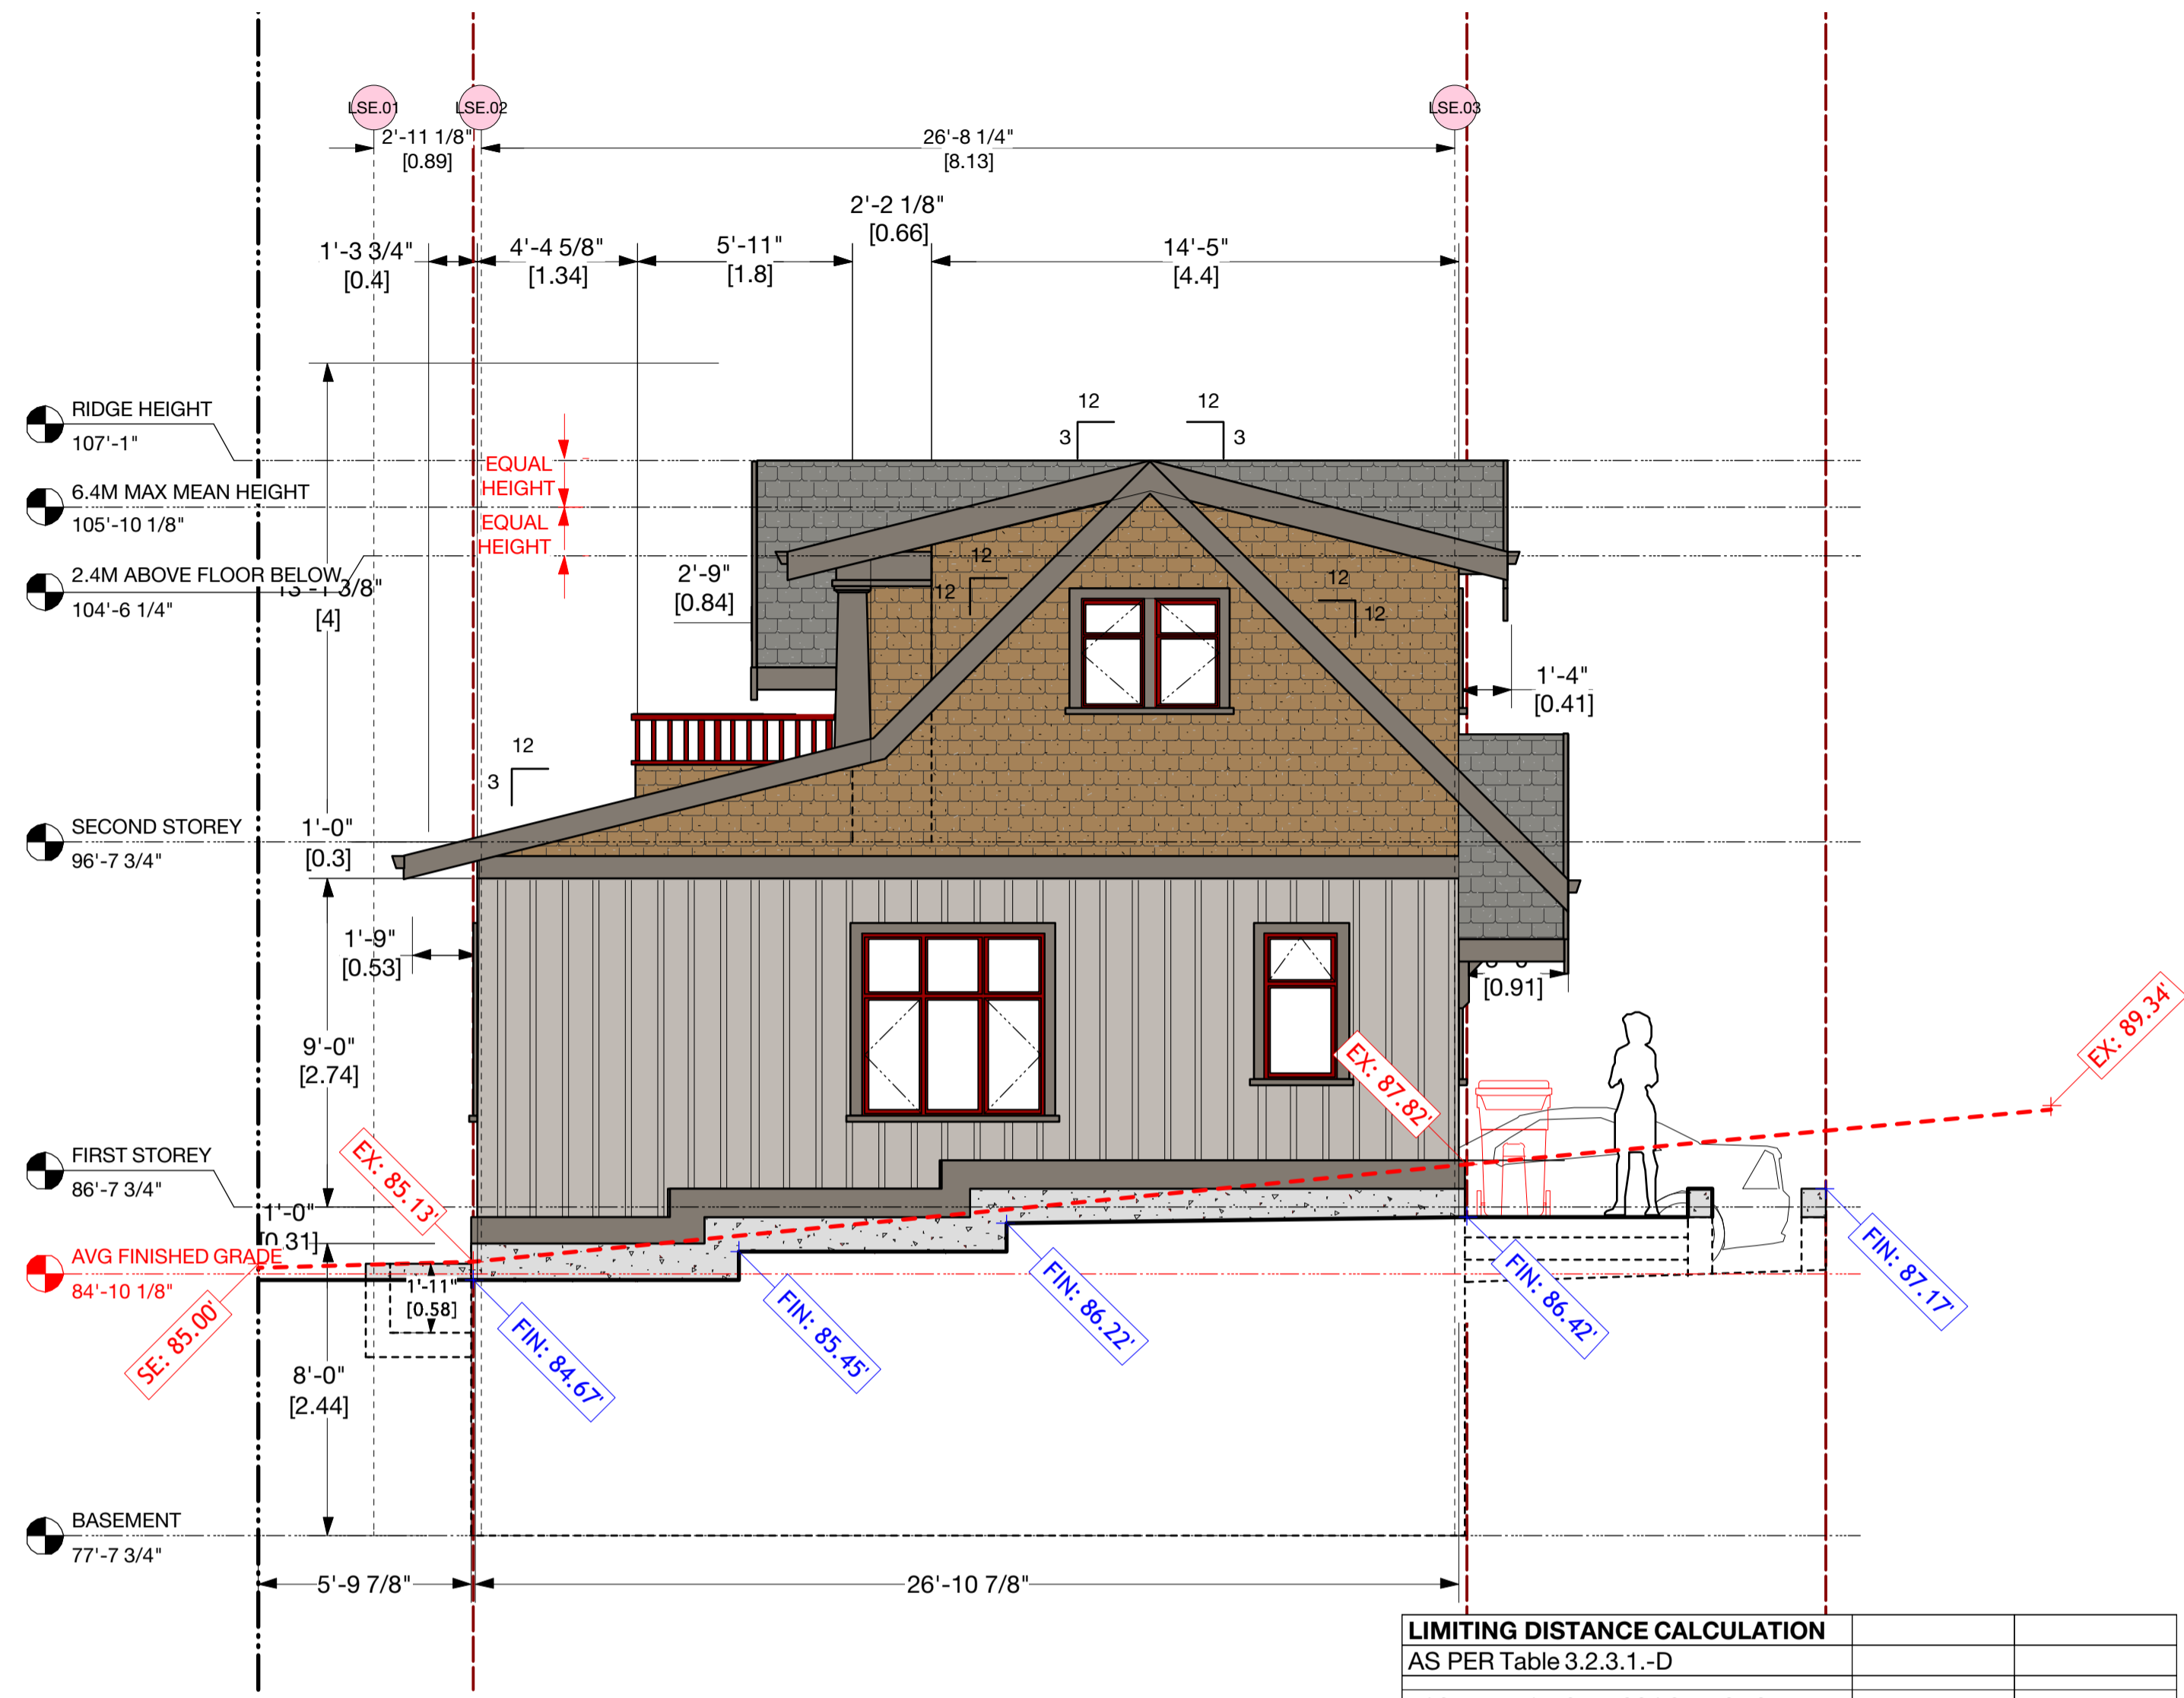 LSE.01
LSE.02
LSE.03
2'-11 1/8"
[0.89]
26'-8 1/4"
[8.13]
1'-3 3/4"
[0.4]
4'-4 5/8"
[1.34]
5'-11"
[1.8]
2'-2 1/8"
[0.66]
14'-5"
[4.4]
RIDGE HEIGHT
107'-1"
6.4M MAX MEAN HEIGHT
105'-10 1/8"
2.4M ABOVE FLOOR BELOW
104'-6 1/4"
[4]
EQUAL
HEIGHT
EQUAL
HEIGHT
12
3
12
3
2'-9"
[0.84]
12
12
12
12
1'-4"
[0.41]
12
3
SECOND STOREY
96'-7 3/4"
1'-0"
[0.3]
1'-9"
[0.53]
[0.91]
9'-0"
[2.74]
FIRST STOREY
86'-7 3/4"
1'-0"
[0.31]
AVG FINISHED GRADE
84'-10 1/8"
SE: 85.00'
EX: 85.13'
EX: 87.82'
EX: 89.34'
1'-11"
[0.58]
FIN: 84.67'
FIN: 85.45'
FIN: 86.22'
FIN: 86.42'
FIN: 87.17'
8'-0"
[2.44]
BASEMENT
77'-7 3/4"
5'-9 7/8"
26'-10 7/8"
LIMITING DISTANCE CALCULATION
AS PER Table 3.2.3.1.-D